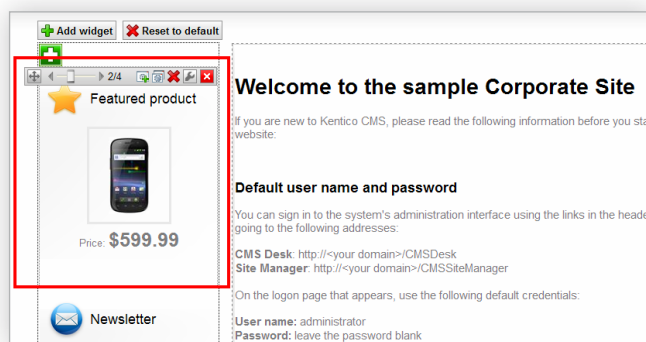 Add widget Reset to default
2/4
Featured product
Price: $599.99
Newsletter
Welcome to the sample Corporate Site
If you are new to Kentico CMS, please read the following information before you sta
website:
Default user name and password
You can sign in to the system's administration interface using the links in the heade
going to the following addresses:
CMS Desk: http://<your domain>/CMSDesk
Site Manager: http://<your domain>/CMSSiteManager
On the logon page that appears, use the following default credentials:
User name: administrator
Password: leave the password blank